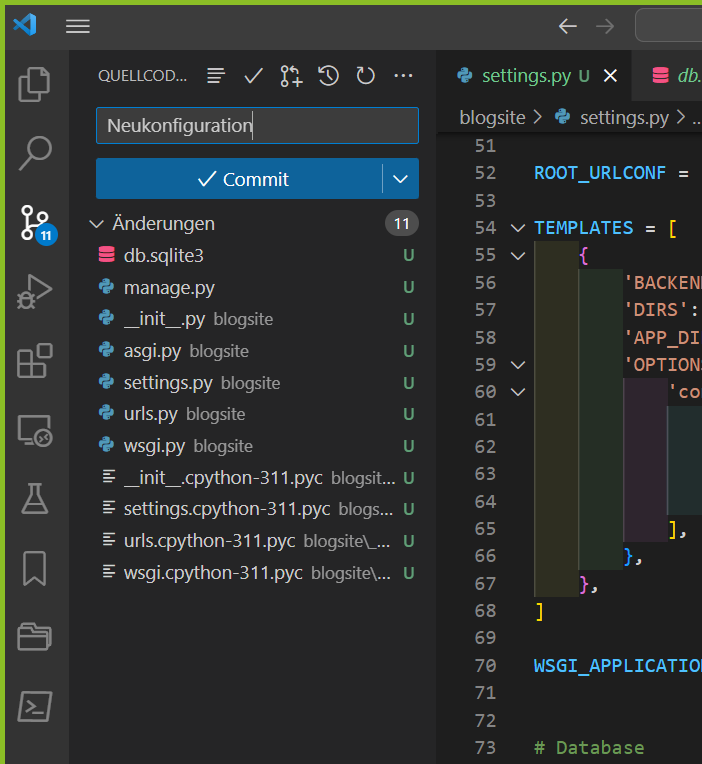 QUELLCOD...
Neukonfiguration
Commit
Änderungen 11
db.sqlite3 U
manage.py U
__init__.py blogsite U
asgi.py blogsite U
settings.py blogsite U
urls.py blogsite U
wsgi.py blogsite U
__init__.cpython-311.pyc blogsit... U
settings.cpython-311.pyc blogs... U
urls.cpython-311.pyc blogsite\_... U
wsgi.cpython-311.pyc blogsite\... U
11
settings.py U
db.
blogsite > settings.py > ...
51
52 ROOT_URLCONF =
53
54 TEMPLATES = [
55 {
56 'BACKEN
57 'DIRS':
58 'APP_DI
59 'OPTION
60 'co
61
62
63
64
65 ],
66 },
67 },
68 ]
69
70 WSGI_APPLICATIO
71
72
73 # Database